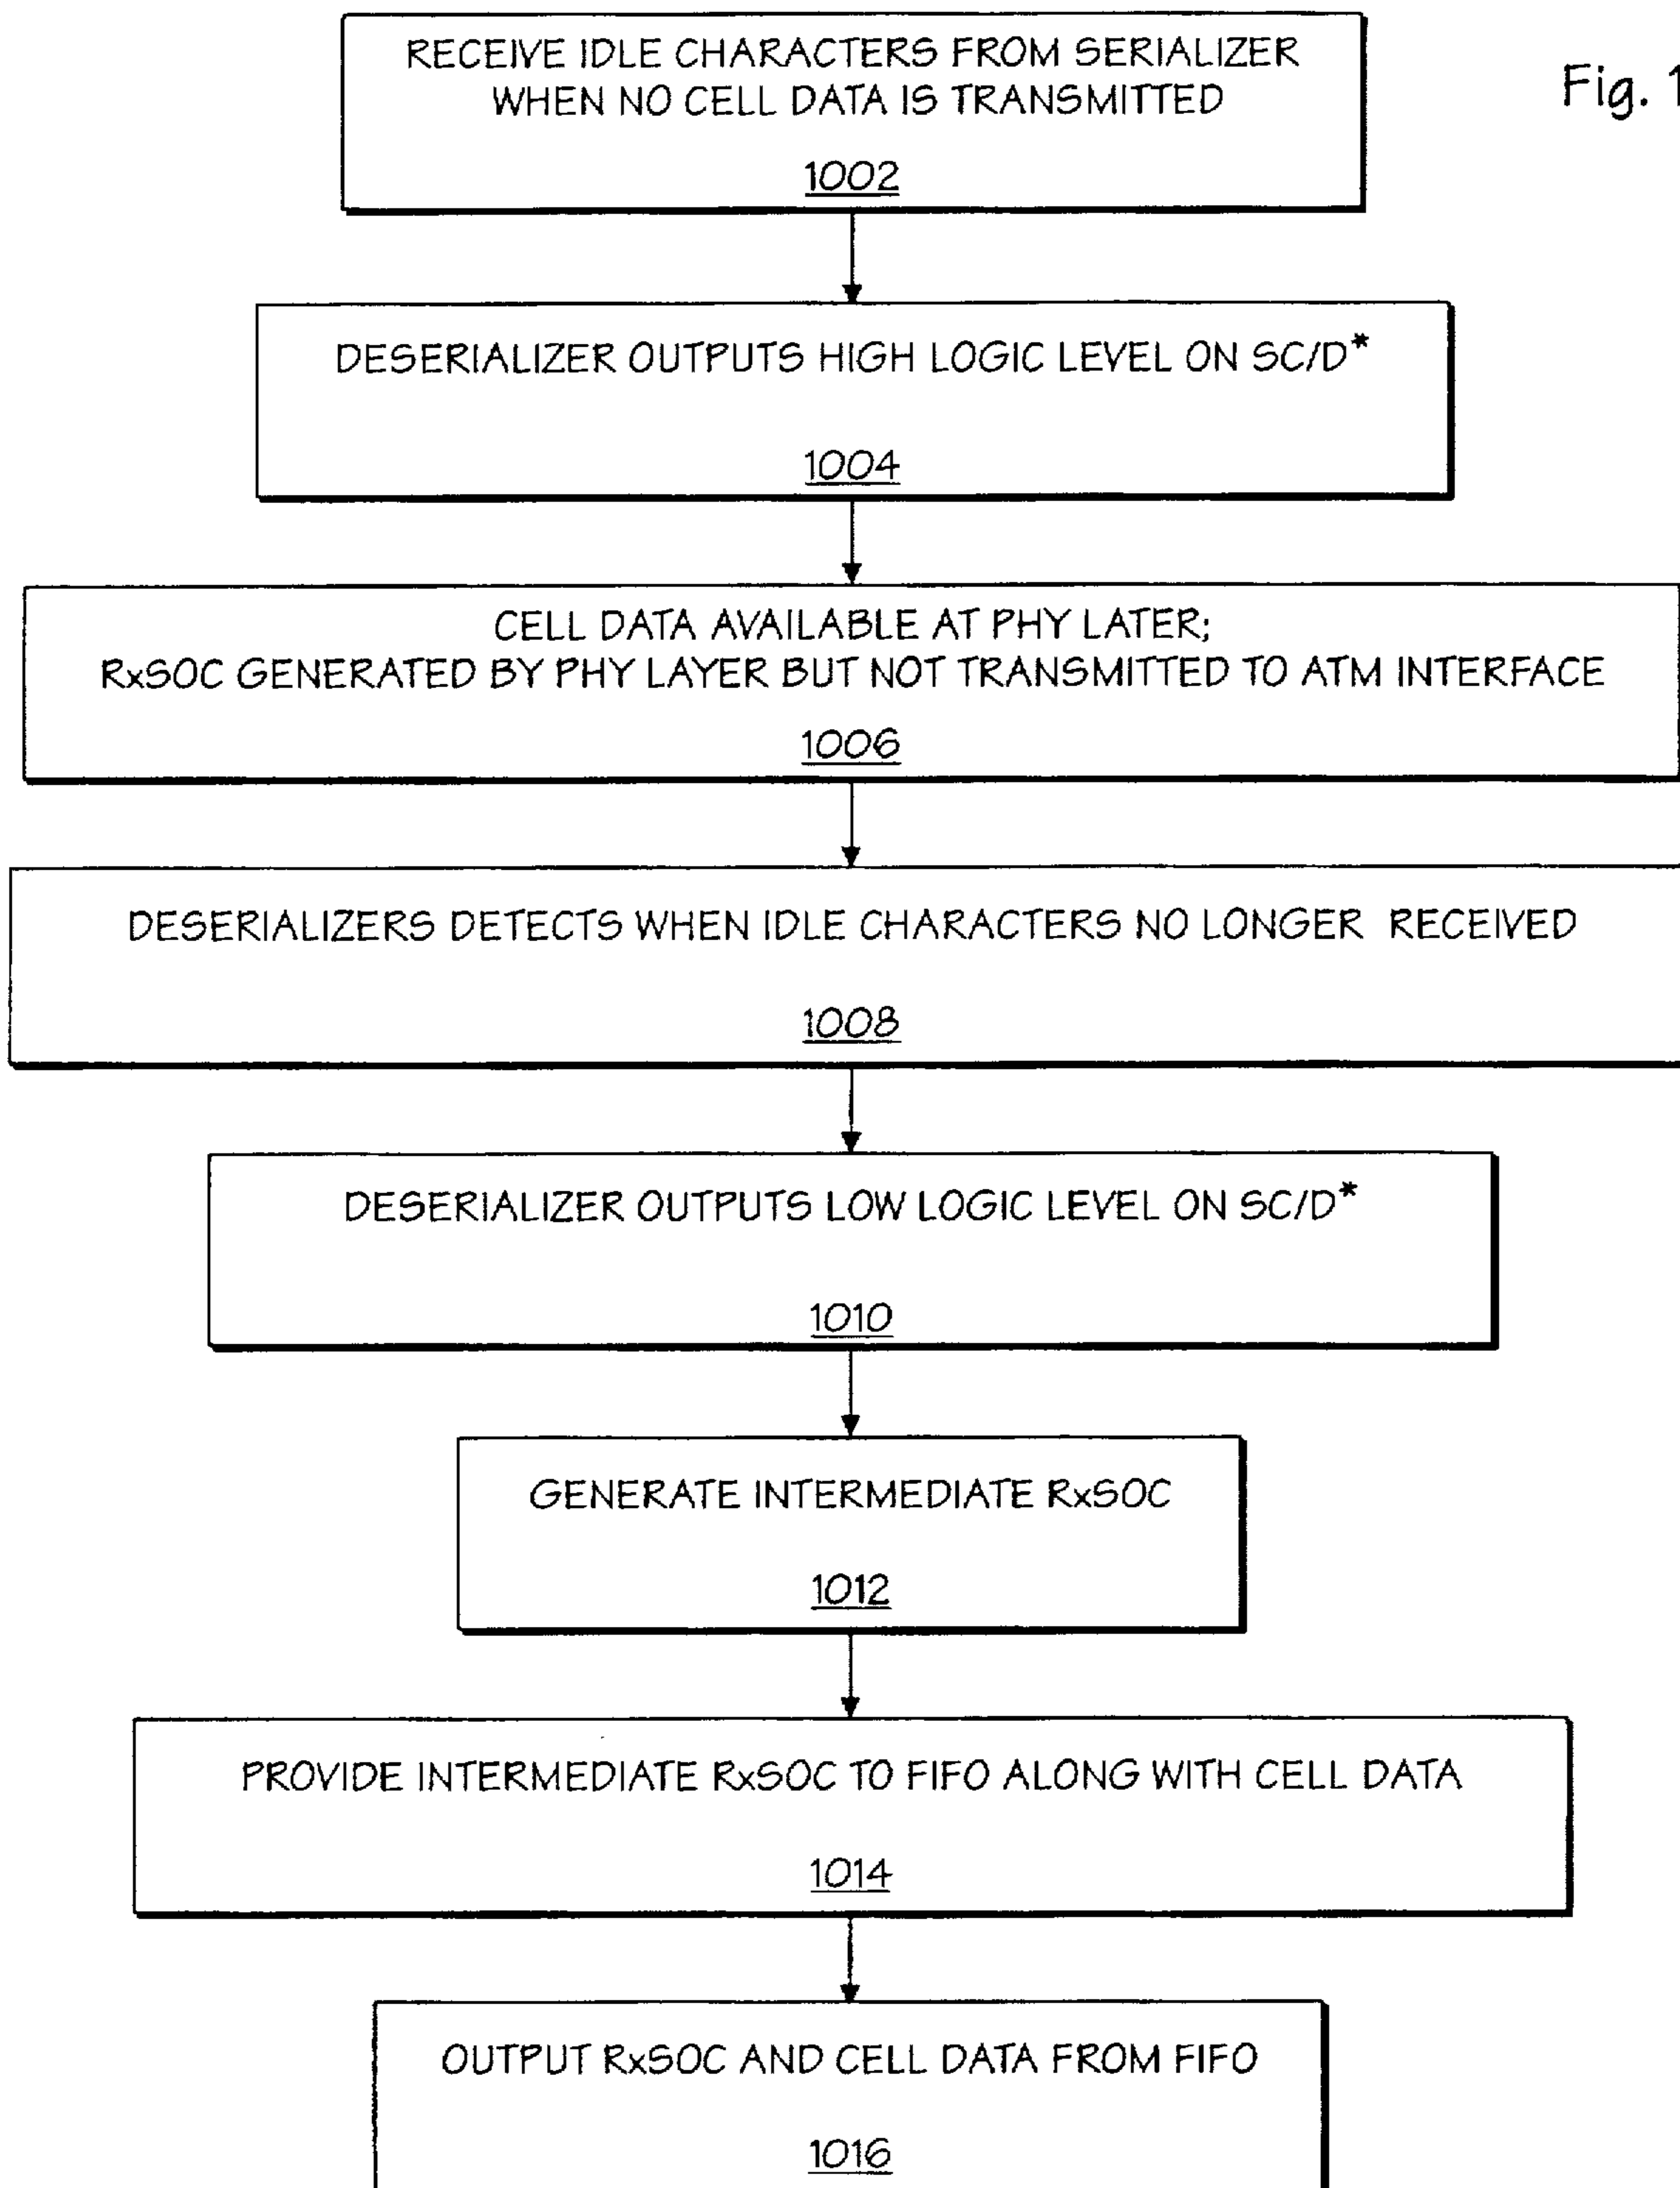 RECEIVE IDLE CHARACTERS FROM SERIALIZER
WHEN NO CELL DATA IS TRANSMITTED
1002
Fig. 1
DESERIALIZER OUTPUTS HIGH LOGIC LEVEL ON SC/D*
1004
CELL DATA AVAILABLE AT PHY LATER;
RxSOC GENERATED BY PHY LAYER BUT NOT TRANSMITTED TO ATM INTERFACE
1006
DESERIALIZERS DETECTS WHEN IDLE CHARACTERS NO LONGER RECEIVED
1008
DESERIALIZER OUTPUTS LOW LOGIC LEVEL ON SC/D*
1010
GENERATE INTERMEDIATE RxSOC
1012
PROVIDE INTERMEDIATE RxSOC TO FIFO ALONG WITH CELL DATA
1014
OUTPUT RxSOC AND CELL DATA FROM FIFO
1016